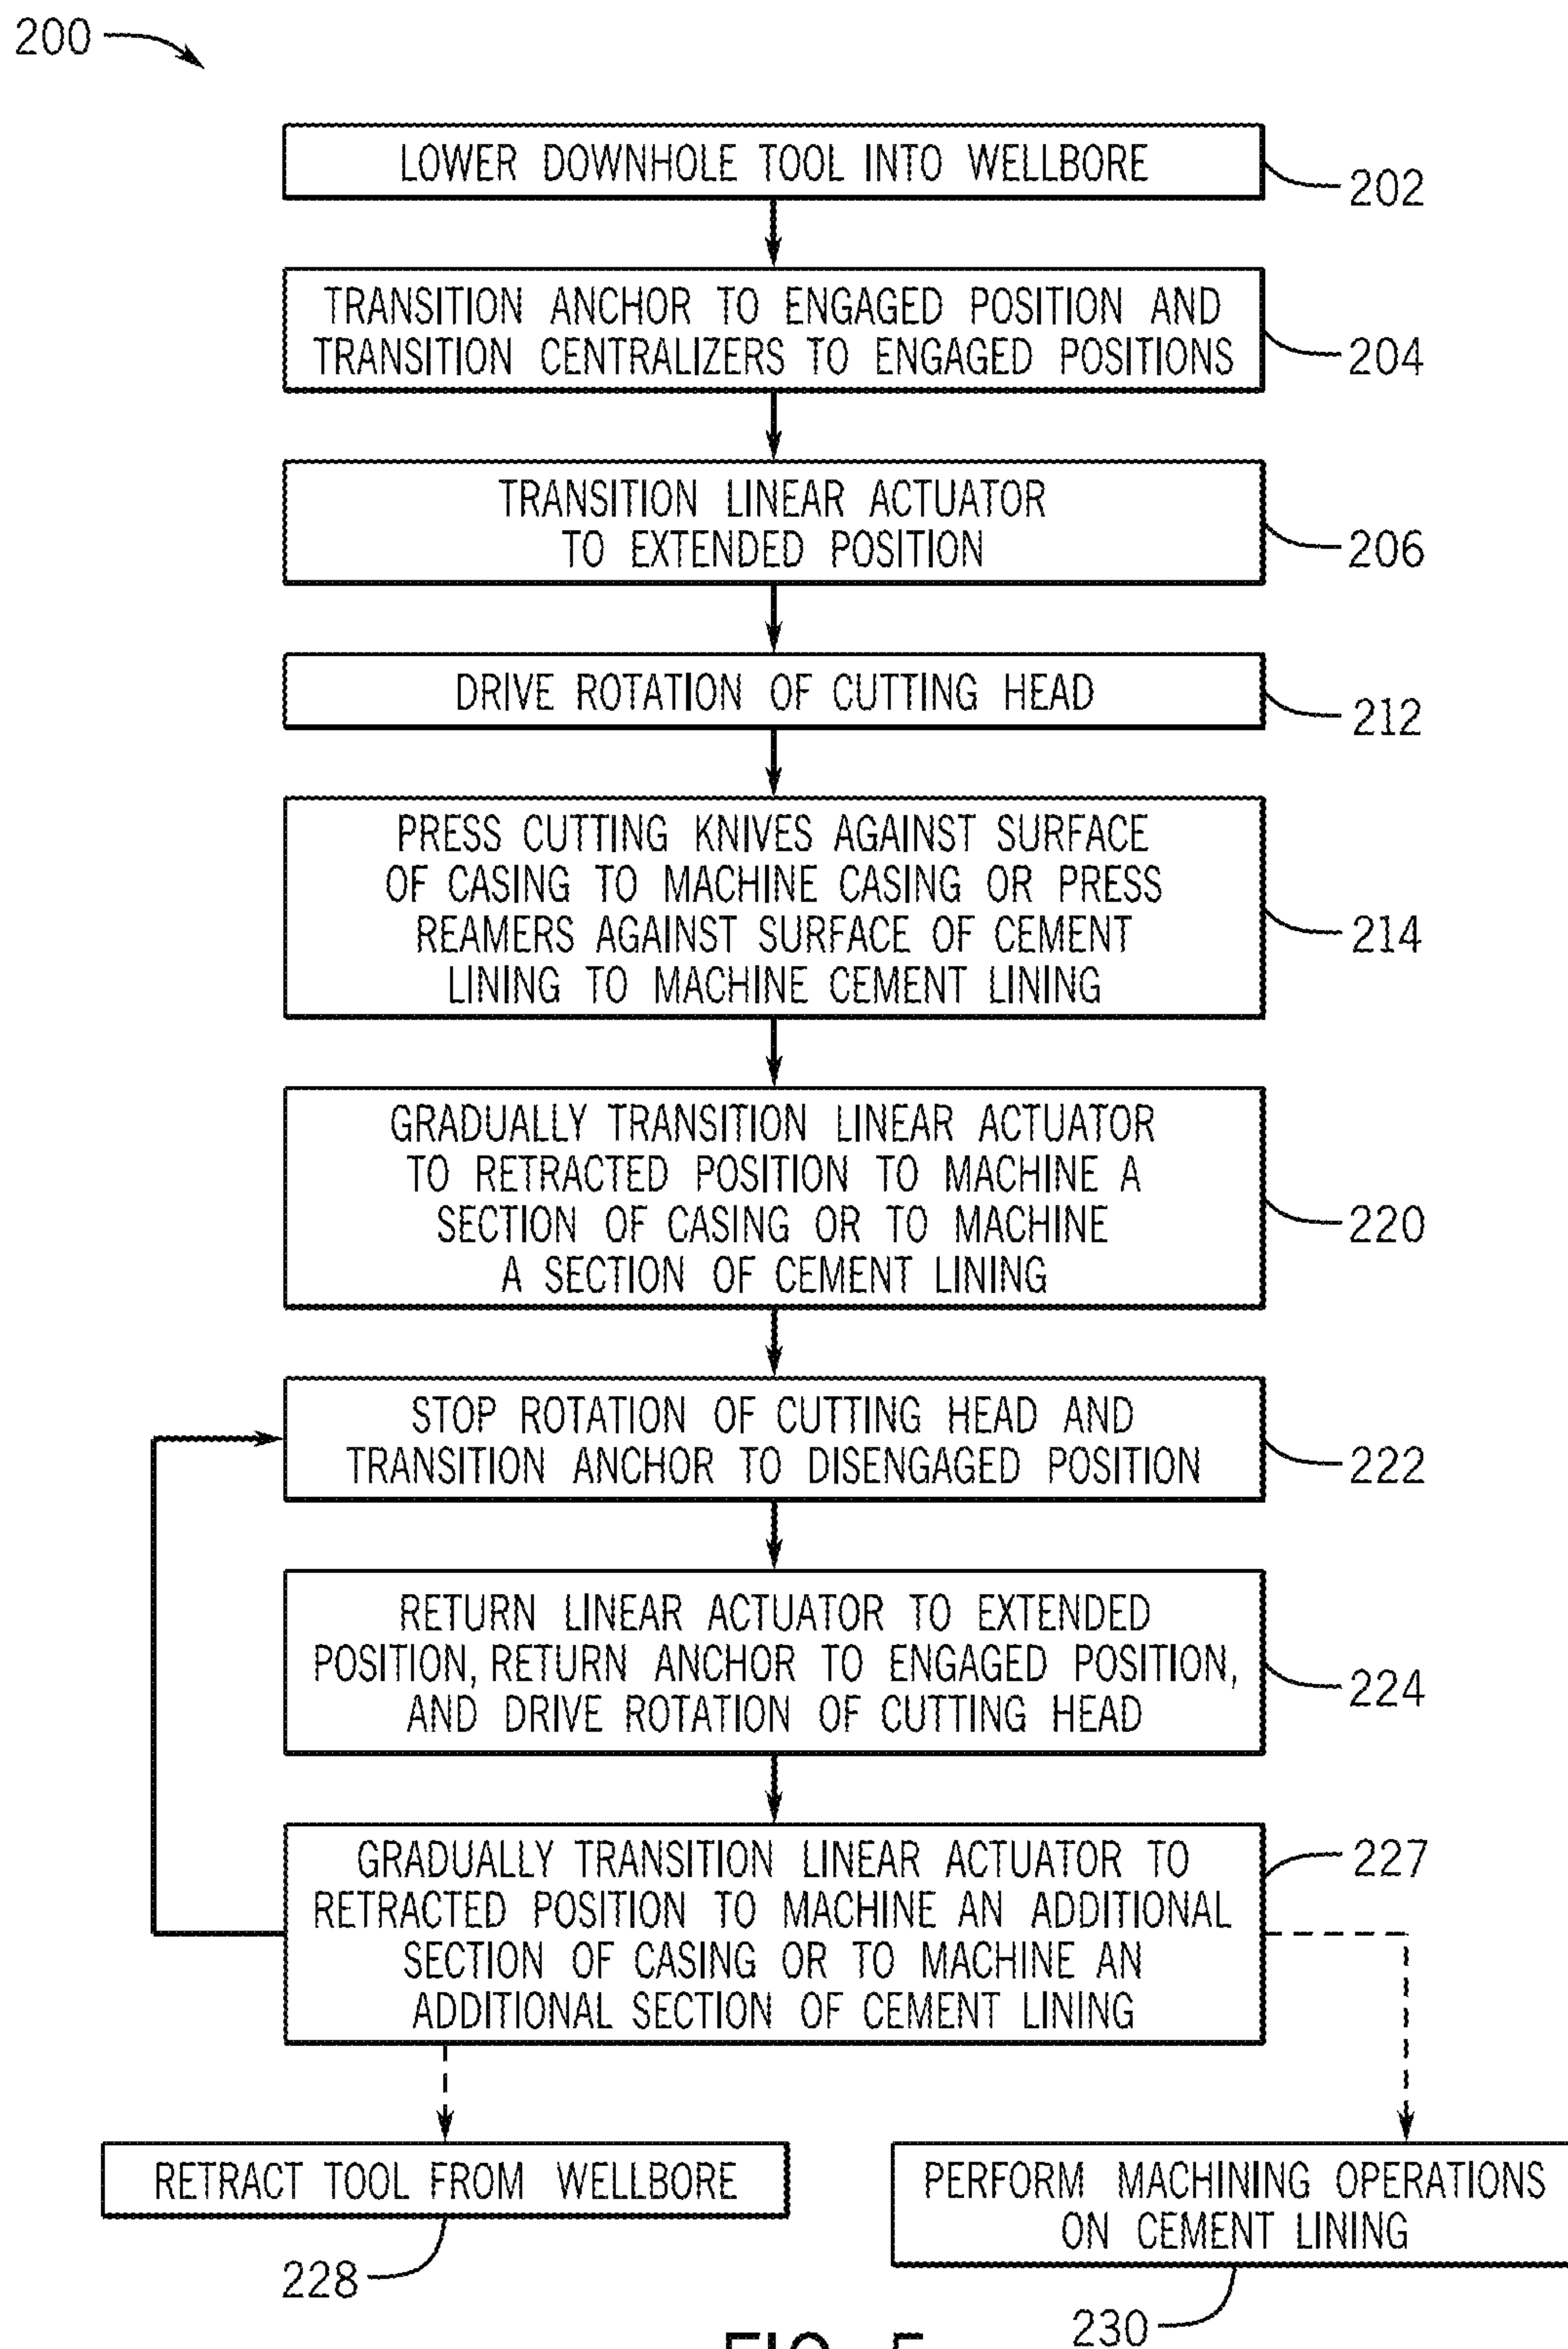 200
LOWER DOWNHOLE TOOL INTO WELLBORE
202
TRANSITION ANCHOR TO ENGAGED POSITION AND
TRANSITION CENTRALIZERS TO ENGAGED POSITIONS
204
TRANSITION LINEAR ACTUATOR
TO EXTENDED POSITION
206
DRIVE ROTATION OF CUTTING HEAD
212
PRESS CUTTING KNIVES AGAINST SURFACE
OF CASING TO MACHINE CASING OR PRESS
REAMERS AGAINST SURFACE OF CEMENT
LINING TO MACHINE CEMENT LINING
214
GRADUALLY TRANSITION LINEAR ACTUATOR
TO RETRACTED POSITION TO MACHINE A
SECTION OF CASING OR TO MACHINE
A SECTION OF CEMENT LINING
220
STOP ROTATION OF CUTTING HEAD AND
TRANSITION ANCHOR TO DISENGAGED POSITION
222
RETURN LINEAR ACTUATOR TO EXTENDED
POSITION, RETURN ANCHOR TO ENGAGED POSITION,
AND DRIVE ROTATION OF CUTTING HEAD
224
GRADUALLY TRANSITION LINEAR ACTUATOR TO
RETRACTED POSITION TO MACHINE AN ADDITIONAL
SECTION OF CASING OR TO MACHINE AN
ADDITIONAL SECTION OF CEMENT LINING
227
RETRACT TOOL FROM WELLBORE
228
PERFORM MACHINING OPERATIONS
ON CEMENT LINING
230